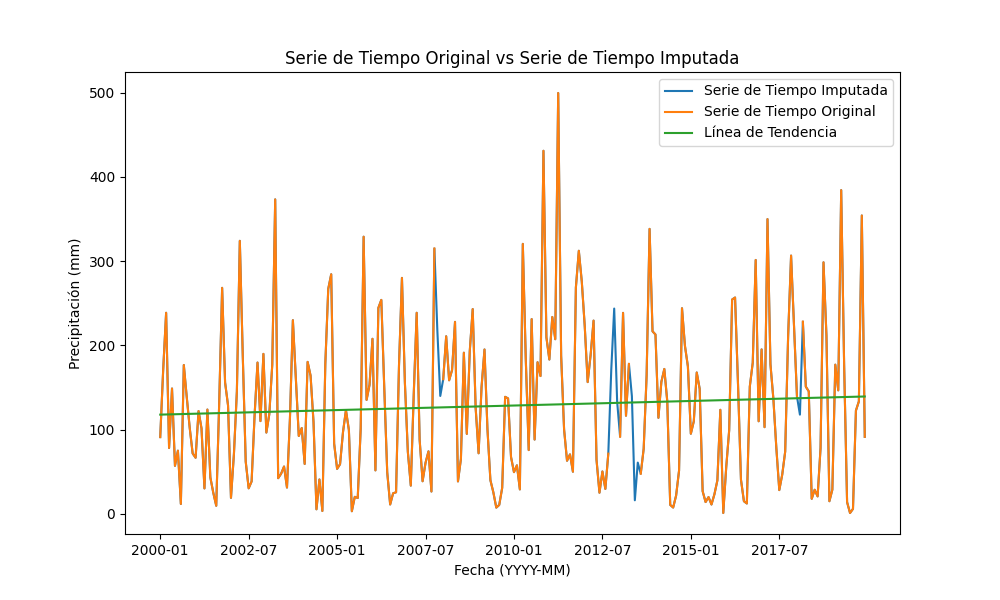 Serie de Tiempo Original vs Serie de Tiempo Imputada
Serie de Tiempo Imputada
Serie de Tiempo Original
Línea de Tendencia
Precipitación (mm)
500
400
300
200
100
0
2000-01 2002-07 2005-01 2007-07 2010-01 2012-07 2015-01 2017-07
Fecha (YYYY-MM)